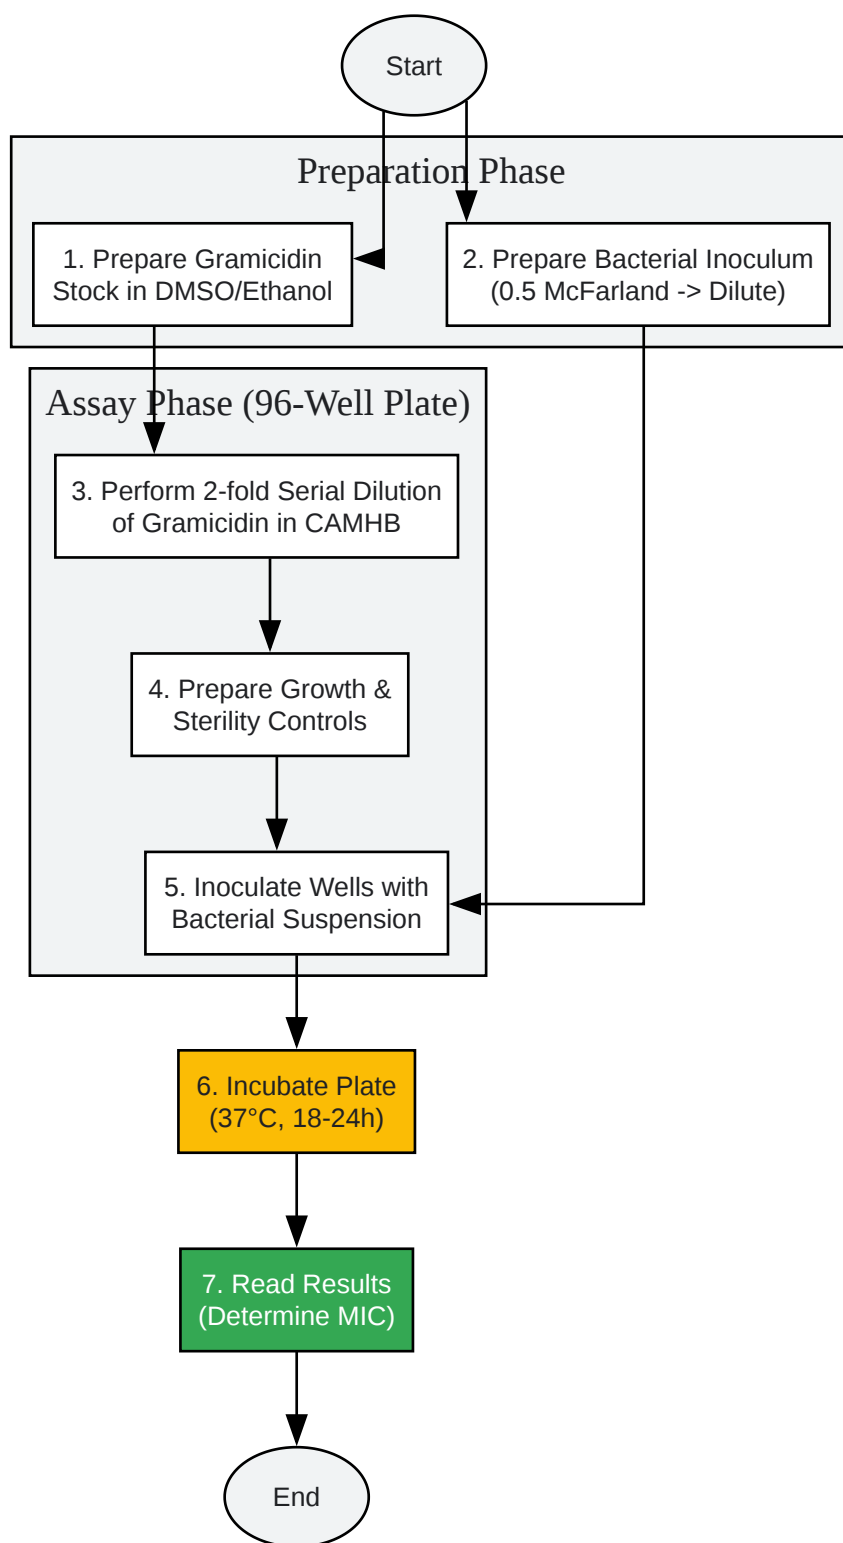 Start
Preparation Phase
1. Prepare Gramicidin
Stock in DMSO/Ethanol
2. Prepare Bacterial Inoculum
(0.5 McFarland -> Dilute)
Assay Phase (96-Well Plate)
3. Perform 2-fold Serial Dilution
of Gramicidin in CAMHB
4. Prepare Growth &
Sterility Controls
5. Inoculate Wells with
Bacterial Suspension
6. Incubate Plate
(37°C, 18-24h)
7. Read Results
(Determine MIC)
End